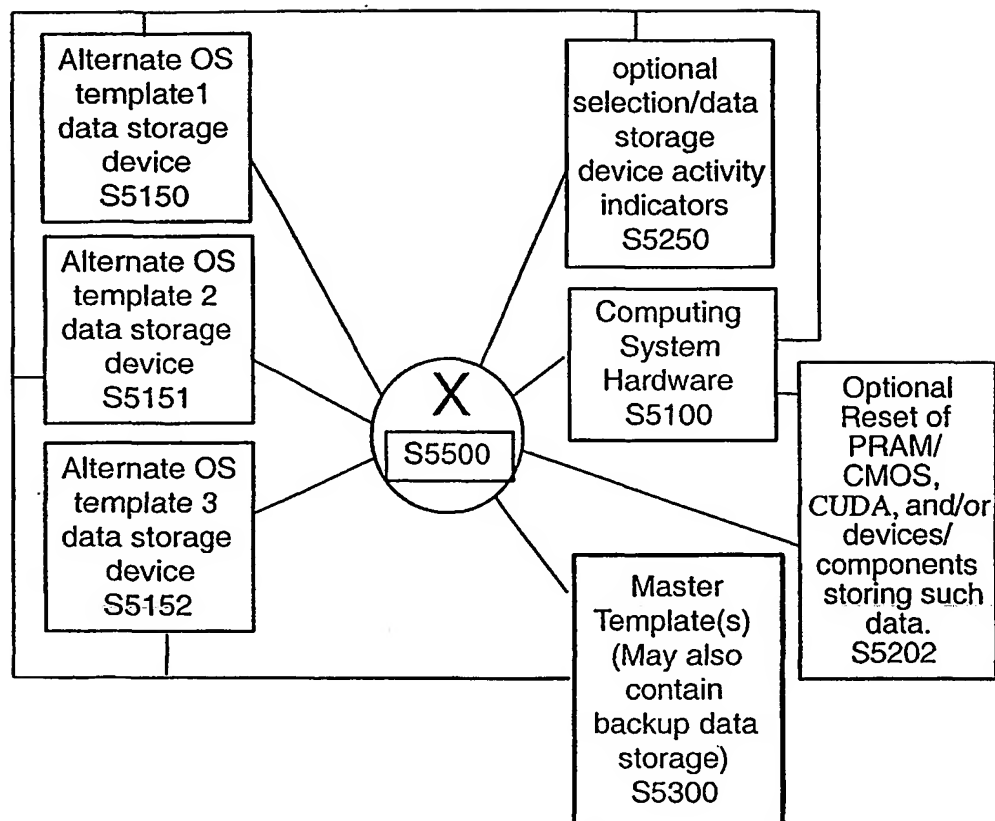 Alternate OS
template1
data storage
device
S5150
Alternate OS
template 2
data storage
device
S5151
Alternate OS
template 3
data storage
device
S5152
X
S5500
optional
selection/data
storage
device activity
indicators
S5250
Computing
System
Hardware
S5100
Optional
Reset of
PRAM/
CMOS,
CUDA, and/or
devices/
components
storing such
data.
S5202
Master
Template(s)
(May also
contain
backup data
storage)
S5300